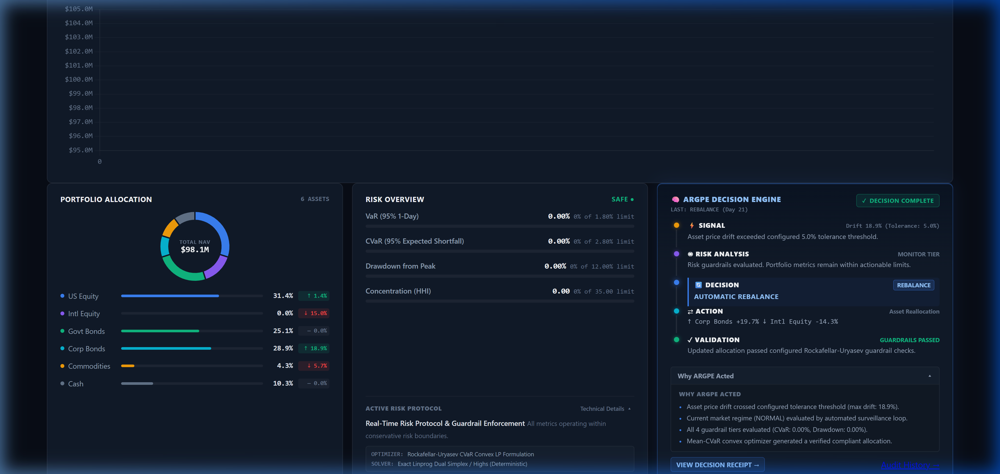 $105.0M
$104.0M
$103.0M
$102.0M
$101.0M
$100.0M
$99.0M
$98.0M
$97.0M
$96.0M
$95.0M
0
PORTFOLIO ALLOCATION 6 ASSETS
TOTAL NAV
$98.1M
US Equity 31.4% ↑ 1.4%
Intl Equity 0.0% ↓ 15.0%
Govt Bonds 25.1% — 0.0%
Corp Bonds 28.9% ↑ 18.9%
Commodities 4.3% ↓ 5.7%
Cash 10.3% — 0.0%
RISK OVERVIEW SAFE ●
VaR (95% 1-Day) 0.00% 0% of 1.80% limit
CVaR (95% Expected Shortfall) 0.00% 0% of 2.80% limit
Drawdown from Peak 0.00% 0% of 12.00% limit
Concentration (HHI) 0.00 0% of 35.00 limit
ACTIVE RISK PROTOCOL Technical Details ▲
Real-Time Risk Protocol & Guardrail Enforcement All metrics operating within
conservative risk boundaries.
OPTIMIZER: Rockafellar-Uryasev CVaR Convex LP Formulation
SOLVER: Exact Linprog Dual Simplex / Highs (Deterministic)
🧠 ARGPE DECISION ENGINE ✓ DECISION COMPLETE
LAST: REBALANCE (Day 21)
⚡ SIGNAL Drift 18.9% (Tolerance: 5.0%)
Asset price drift exceeded configured 5.0% tolerance threshold.
◉ RISK ANALYSIS MONITOR TIER
Risk guardrails evaluated. Portfolio metrics remain within actionable limits.
🔄 DECISION REBALANCE
AUTOMATIC REBALANCE
⇄ ACTION Asset Reallocation
↑ Corp Bonds +19.7% ↓ Intl Equity -14.3%
✓ VALIDATION GUARDRAILS PASSED
Updated allocation passed configured Rockafellar-Uryasev guardrail checks.
Why ARGPE Acted ▲
WHY ARGPE ACTED
• Asset price drift crossed configured tolerance threshold (max drift: 18.9%).
• Current market regime (NORMAL) evaluated by automated surveillance loop.
• All 4 guardrail tiers evaluated (CVaR: 0.00%, Drawdown: 0.00%).
• Mean-CVaR convex optimizer generated a verified compliant allocation.
VIEW DECISION RECEIPT → Audit History →